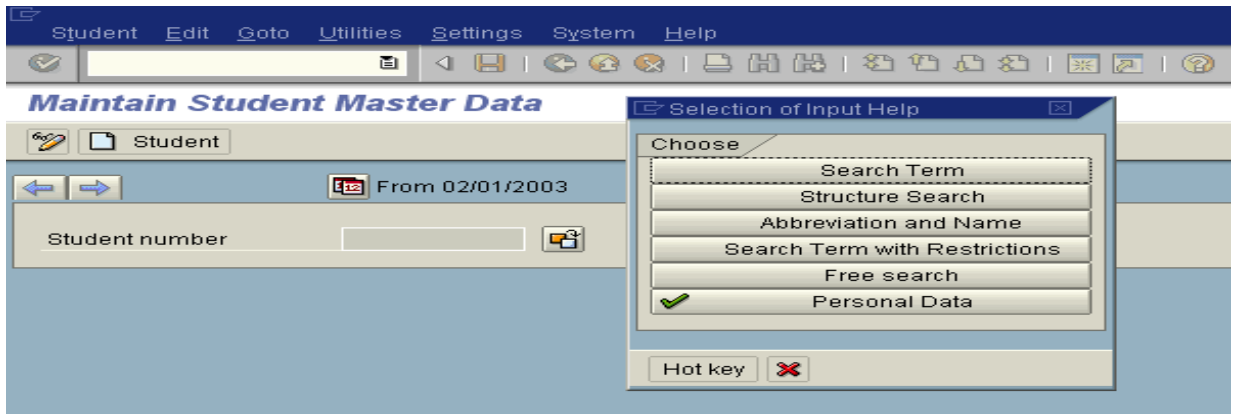 Student Edit Goto Utilities Settings System Help
Maintain Student Master Data
Student
From 02/01/2003
Student number
Selection of Input Help
Choose
Search Term
Structure Search
Abbreviation and Name
Search Term with Restrictions
Free search
Personal Data
Hot key